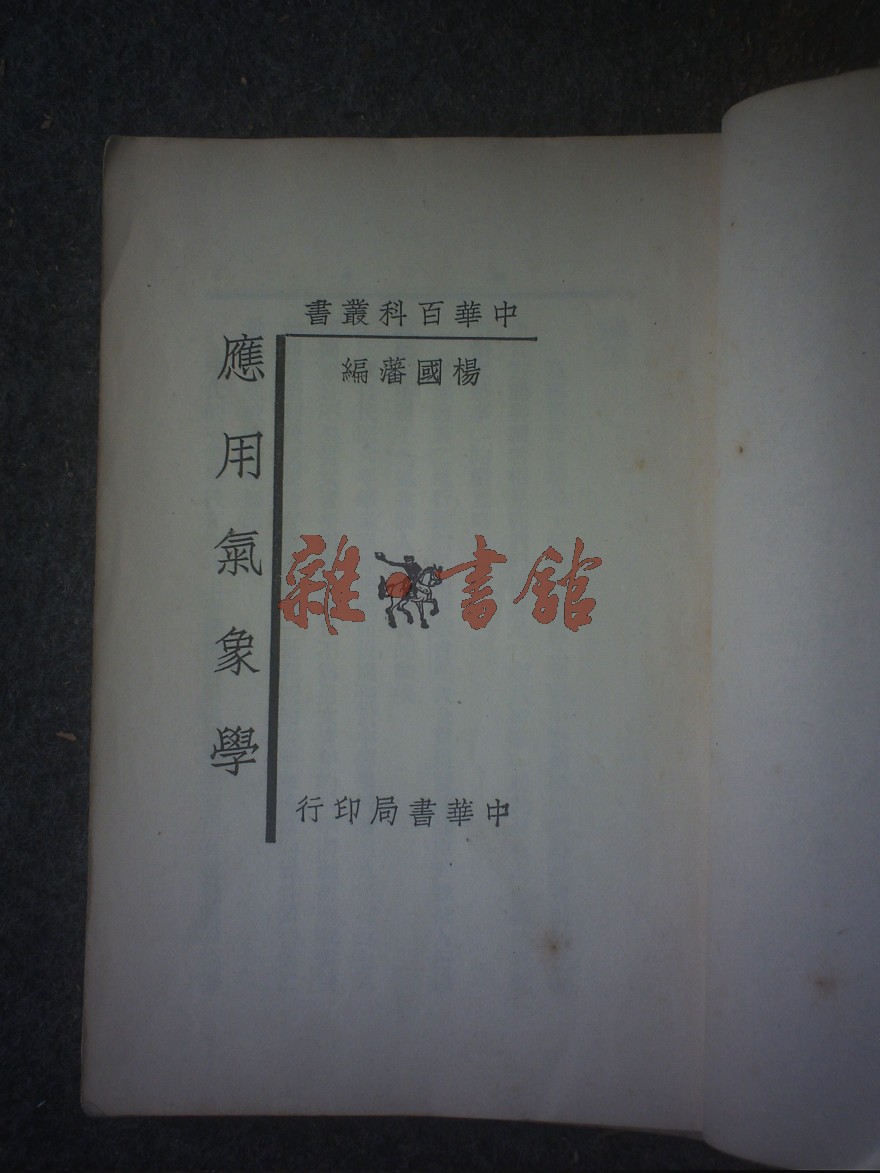 中華百科叢書
楊國藩編
應用氣象學
雜書館
中華書局印行